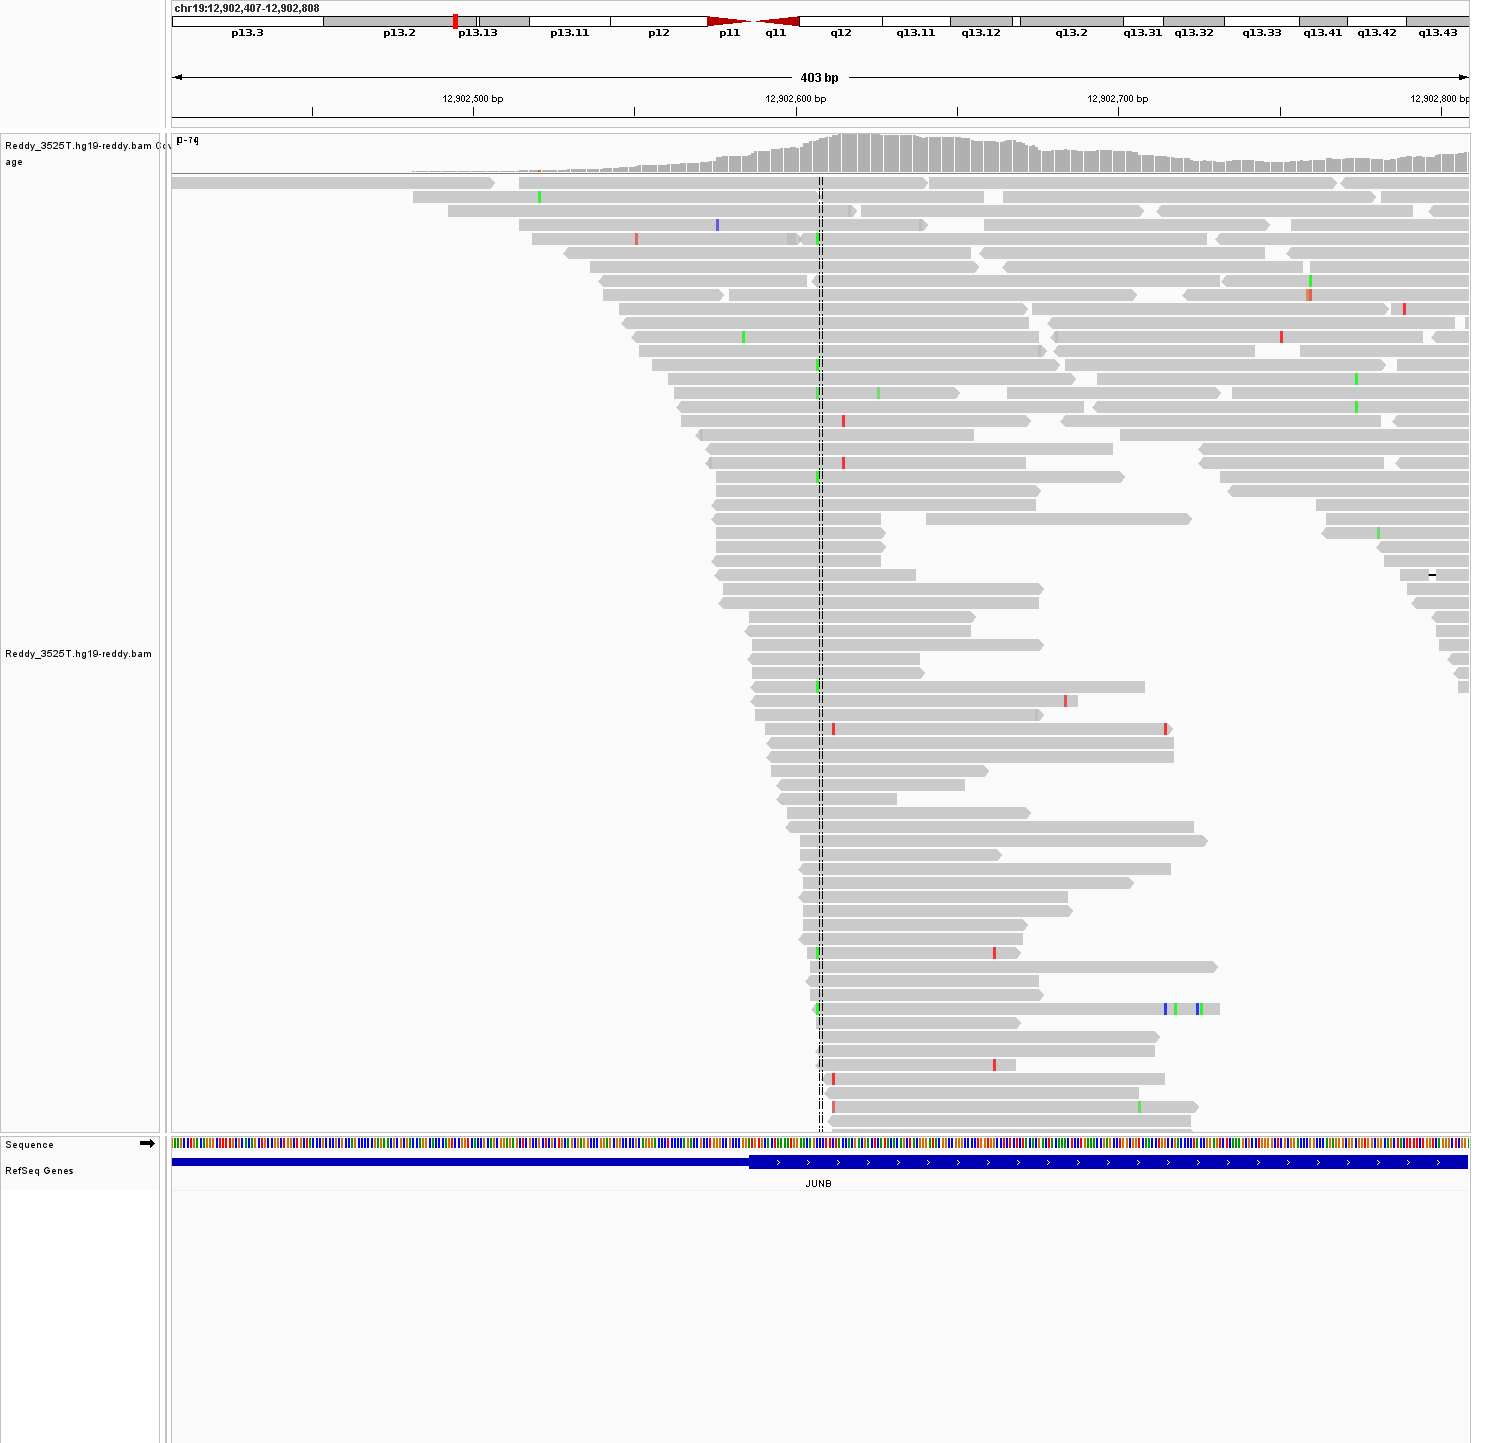 chr19:12,902,407-12,902,808
p13.3 p13.2 p13.13 p13.11 p12 p11 q11 q12 q13.11 q13.12 q13.2 q13.31 q13.32 q13.33 q13.41 q13.42 q13.43
403 bp
12,902,500 bp 12,902,600 bp 12,902,700 bp 12,902,800 bp
Reddy_3525T.hg19-reddy.bam Cov
age
[0 - 74]
Reddy_3525T.hg19-reddy.bam
Sequence
RefSeq Genes
JUNB